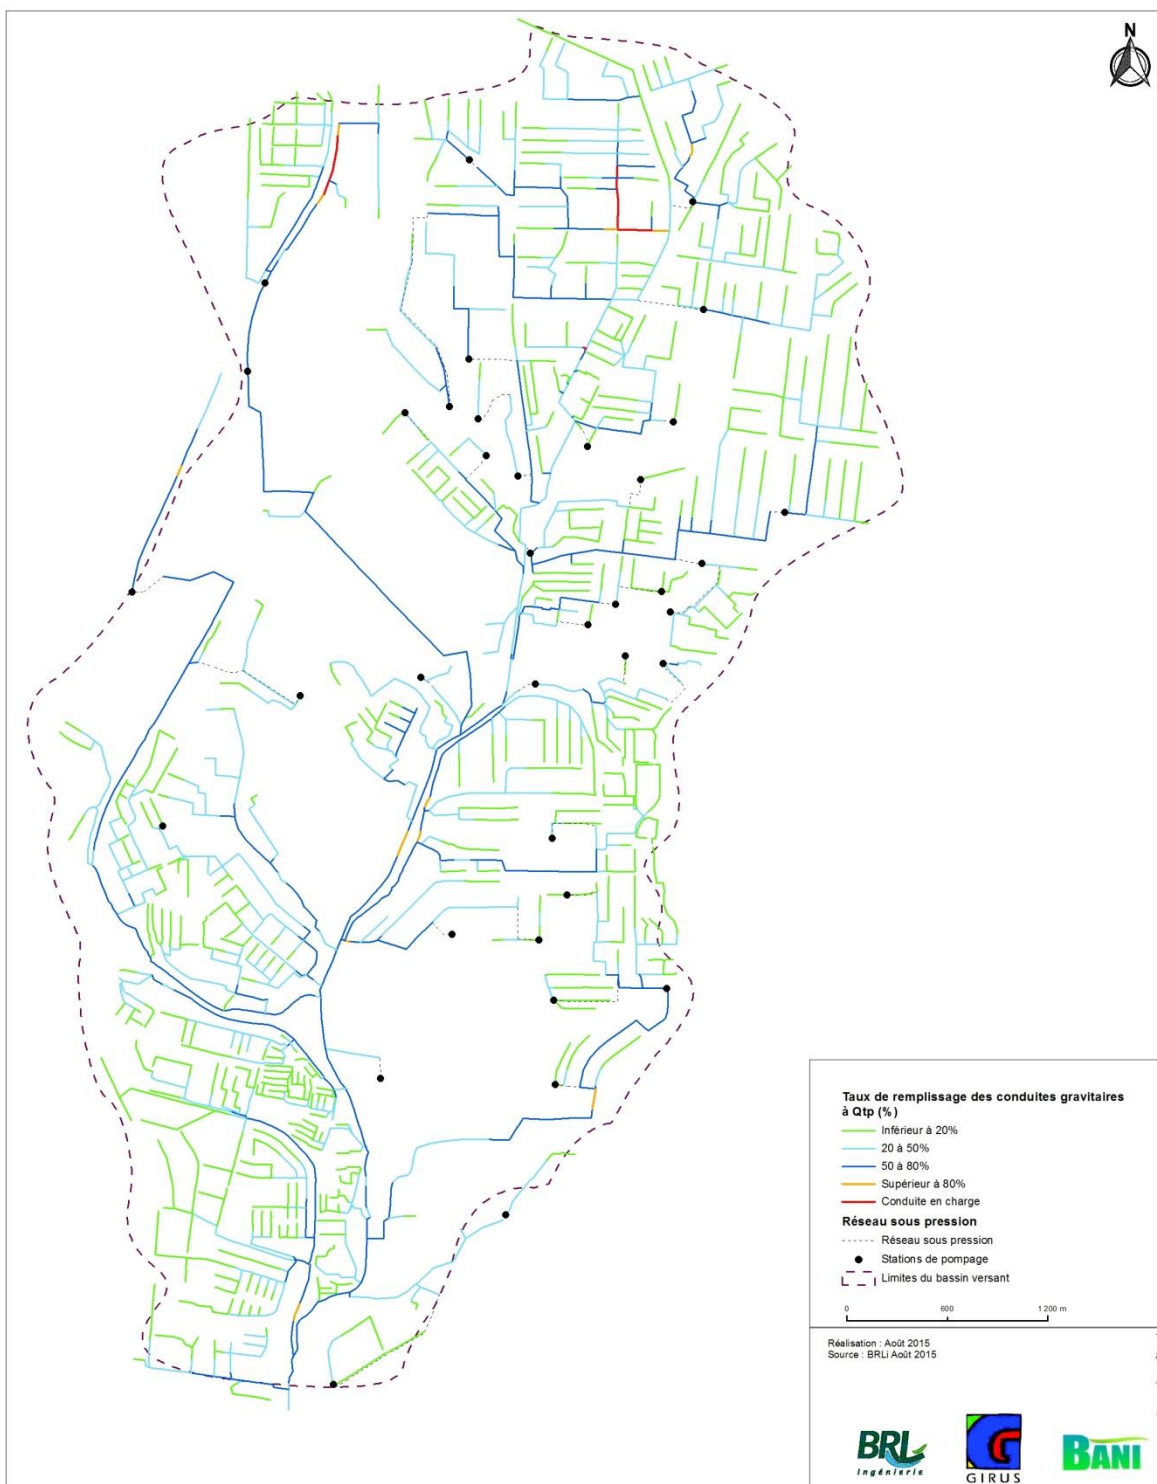 N
Taux de remplissage des conduites gravitaires
à Qtp (%)
Inférieur à 20%
20 à 50%
50 à 80%
Supérieur à 80%
Conduite en charge
Réseau sous pression
Réseau sous pression
Stations de pompage
Limites du bassin versant
0 600 1 200 m
Réalisation : Août 2015
Source : BRLi Août 2015
BRL
Ingénierie
GIRUS
BANI